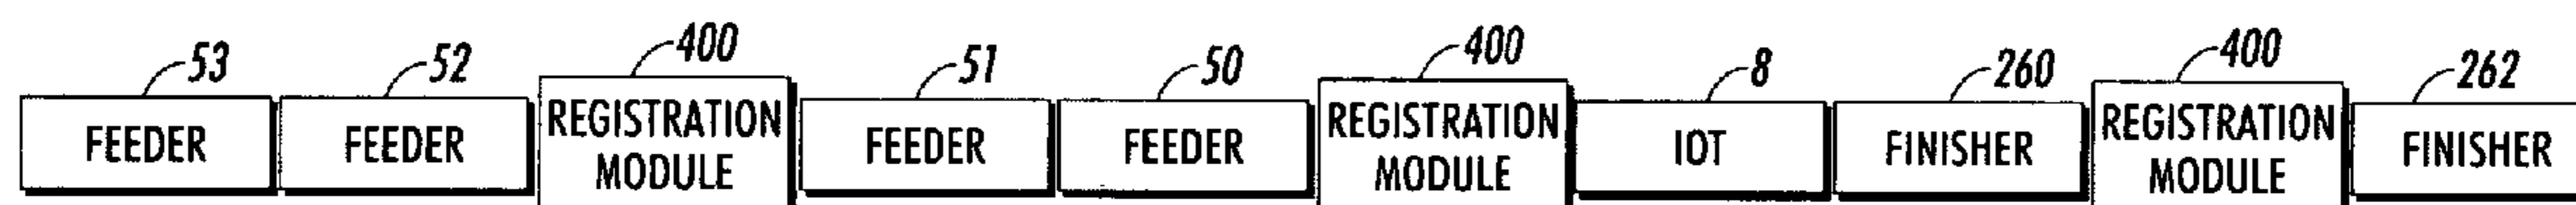 53 52 400 51 50 400 8 260 400 262
FEEDER FEEDER REGISTRATION MODULE FEEDER FEEDER REGISTRATION MODULE IOT FINISHER REGISTRATION MODULE FINISHER